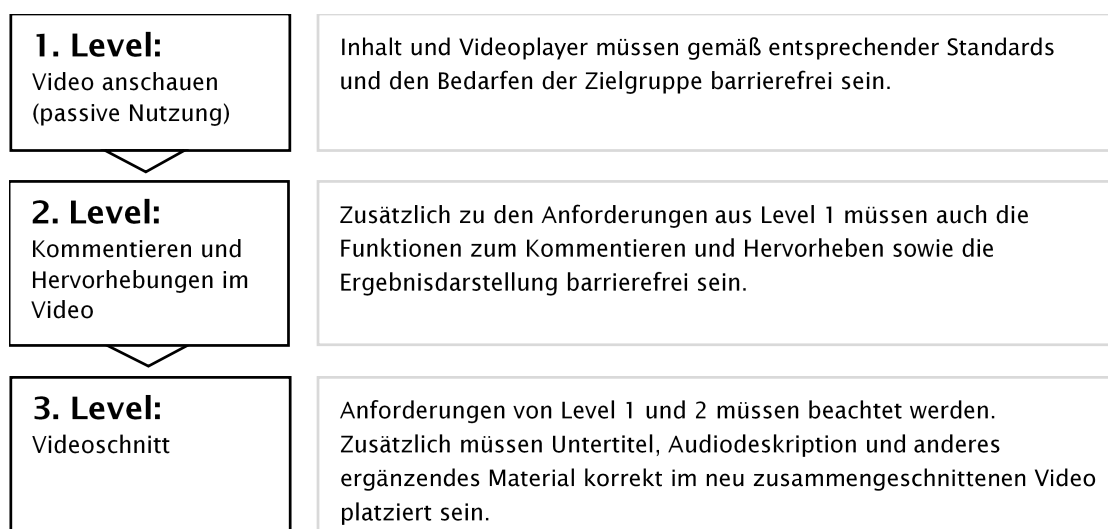 1. Level:
Video anschauen
(passive Nutzung)
Inhalt und Videoplayer müssen gemäß entsprechender Standards
und den Bedarfen der Zielgruppe barrierefrei sein.
2. Level:
Kommentieren und
Hervorhebungen im
Video
Zusätzlich zu den Anforderungen aus Level 1 müssen auch die
Funktionen zum Kommentieren und Hervorheben sowie die
Ergebnisdarstellung barrierefrei sein.
3. Level:
Videoschnitt
Anforderungen von Level 1 und 2 müssen beachtet werden.
Zusätzlich müssen Untertitel, Audiodeskription und anderes
ergänzendes Material korrekt im neu zusammengeschnittenen Video
platziert sein.